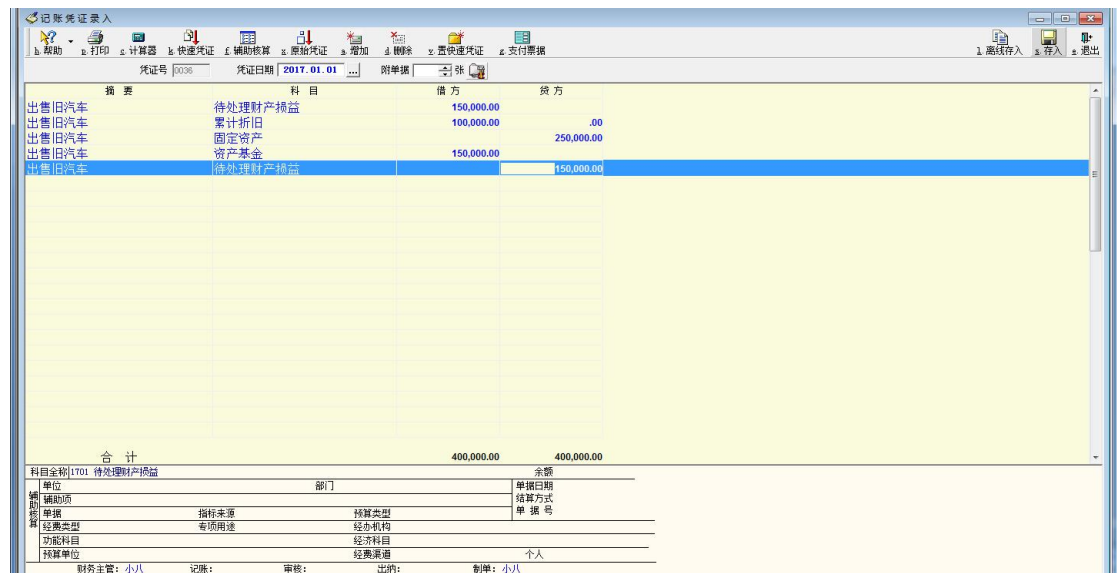 记账凭证录入
h.帮助 p.打印 c.计算器 k.快速凭证 f.辅助核算 x.原始凭证 a.增加 d.删除 y.置快速凭证 g.支付票据 l.离线存入 s.存入 e.退出
凭证号 0036 凭证日期 2017.01.01 ... 附单据 张
摘 要 科 目 借 方 贷 方
出售旧汽车 待处理财产损益 150,000.00
出售旧汽车 累计折旧 100,000.00 .00
出售旧汽车 固定资产 250,000.00
出售旧汽车 资产基金 150,000.00
出售旧汽车 待处理财产损益 150,000.00
合 计 400,000.00 400,000.00
科目全称 1701 待处理财产损益 余额
辅助核算
单位 部门 单据日期
辅助项 结算方式
单据 指标来源 预算类型 单 据 号
经费类型 专项用途 经办机构
功能科目 经济科目
预算单位 经费渠道 个人
财务主管: 小八 记账: 审核: 出纳: 制单: 小八